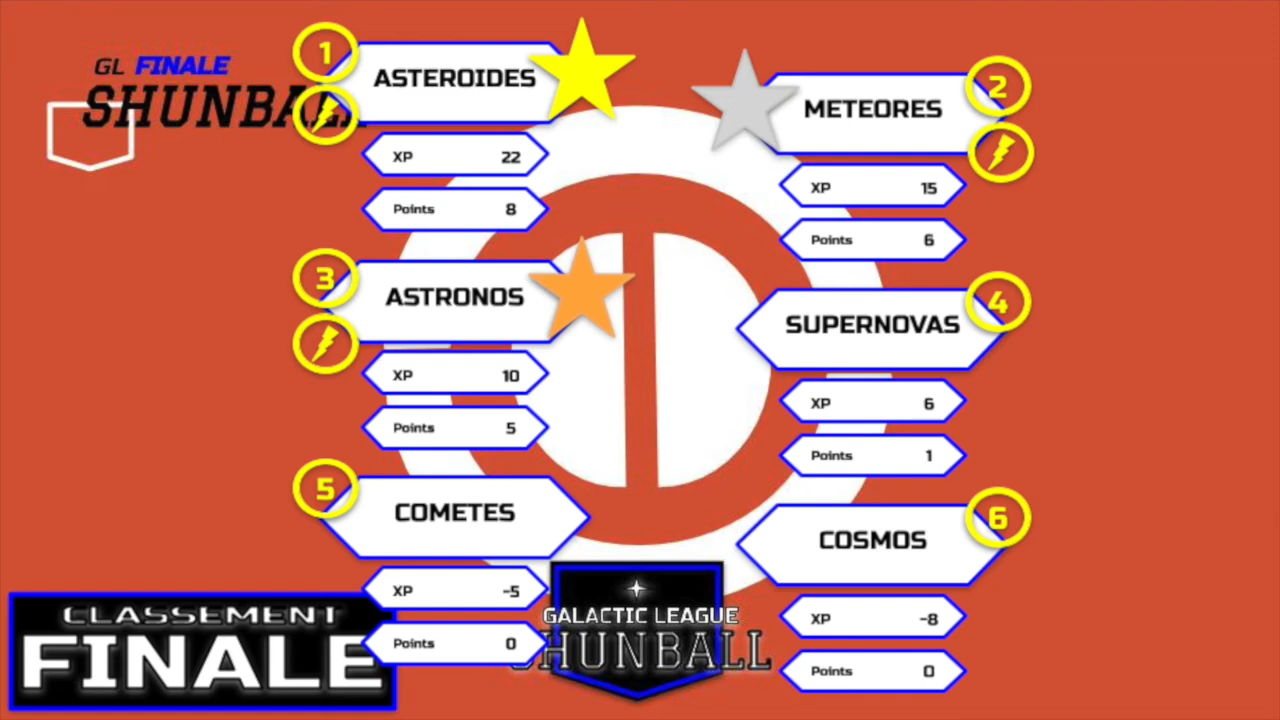 GL FINALE
SHUNBALL
1
ASTEROIDES
XP 22
Points 8
2
METEORES
XP 15
Points 6
3
ASTRONOS
XP 10
Points 5
4
SUPERNOVAS
XP 6
Points 1
5
COMETES
XP -5
Points 0
6
COSMOS
XP -8
Points 0
CLASSEMENT
FINALE
GALACTIC LEAGUE
SHUNBALL